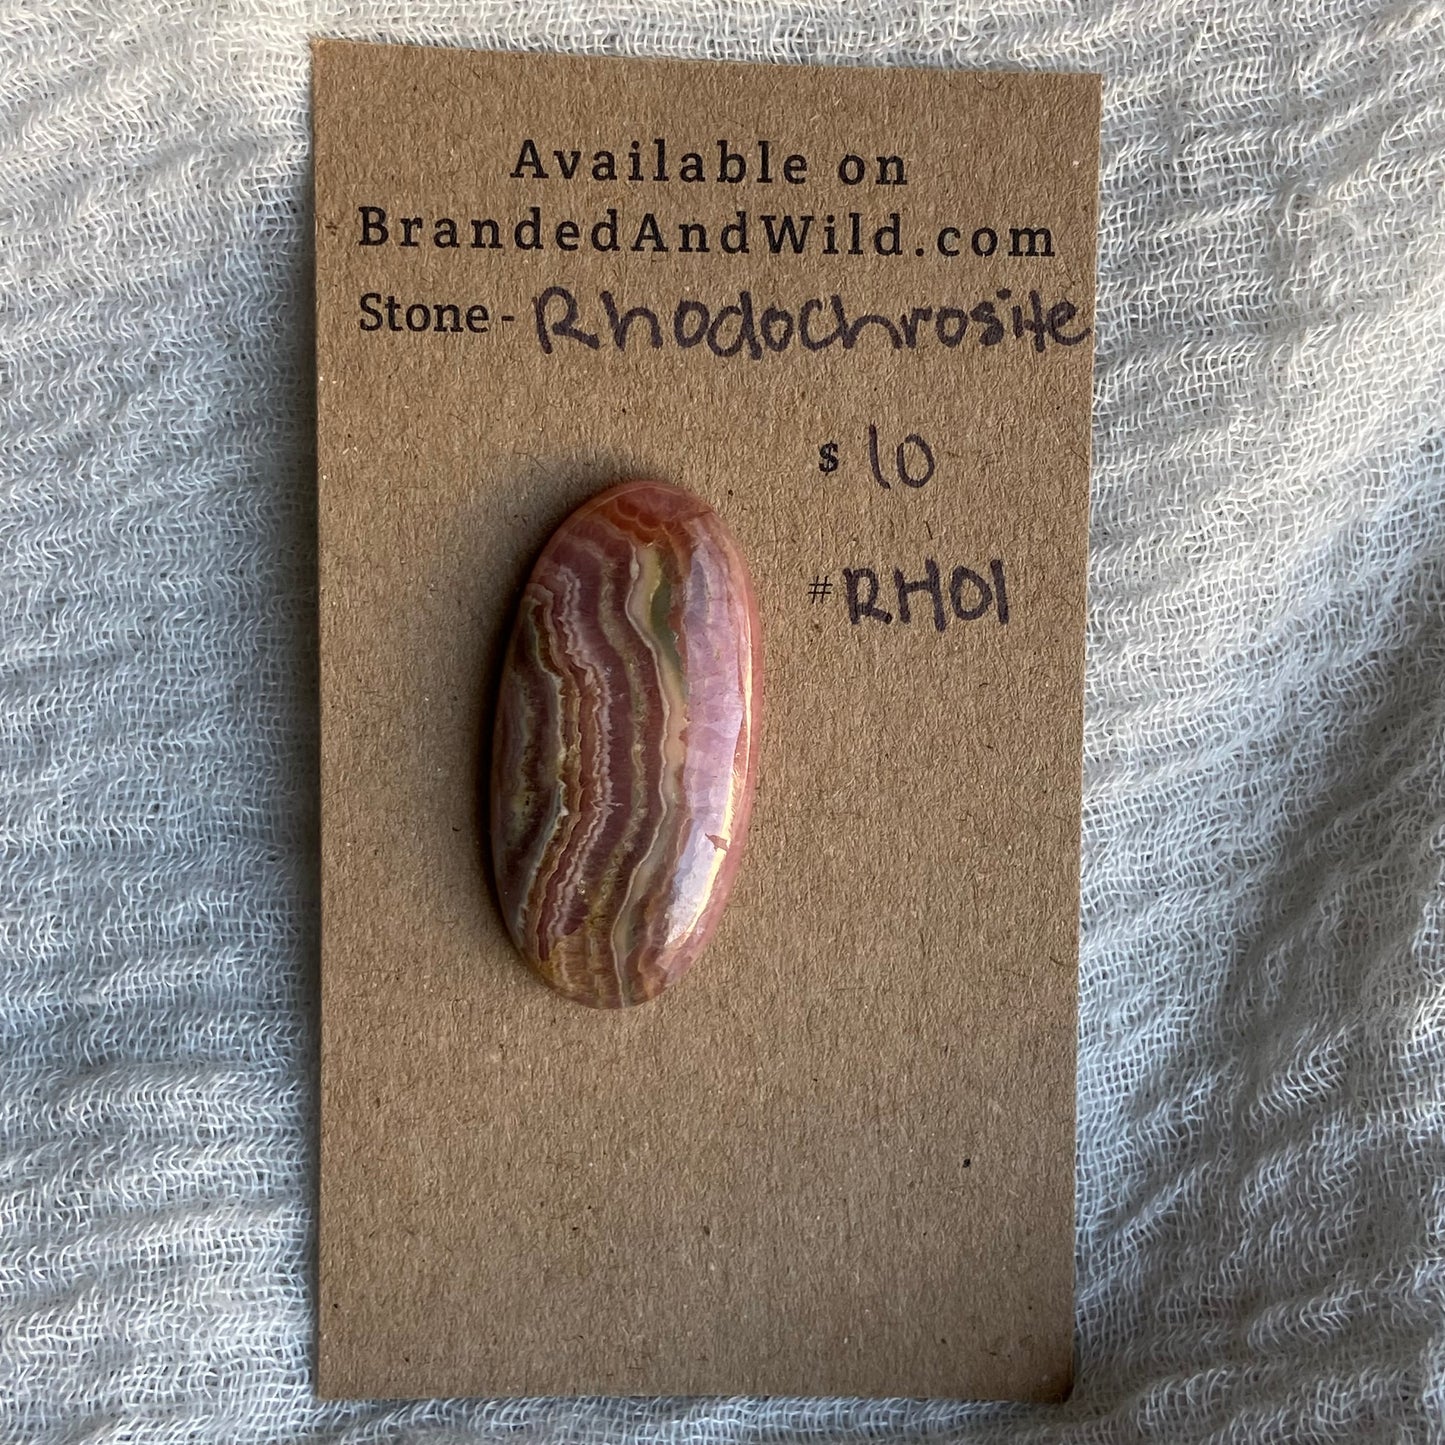 Available on
BrandedAndWild.com
Stone - Rhodochrosite
$ 10
# RH01